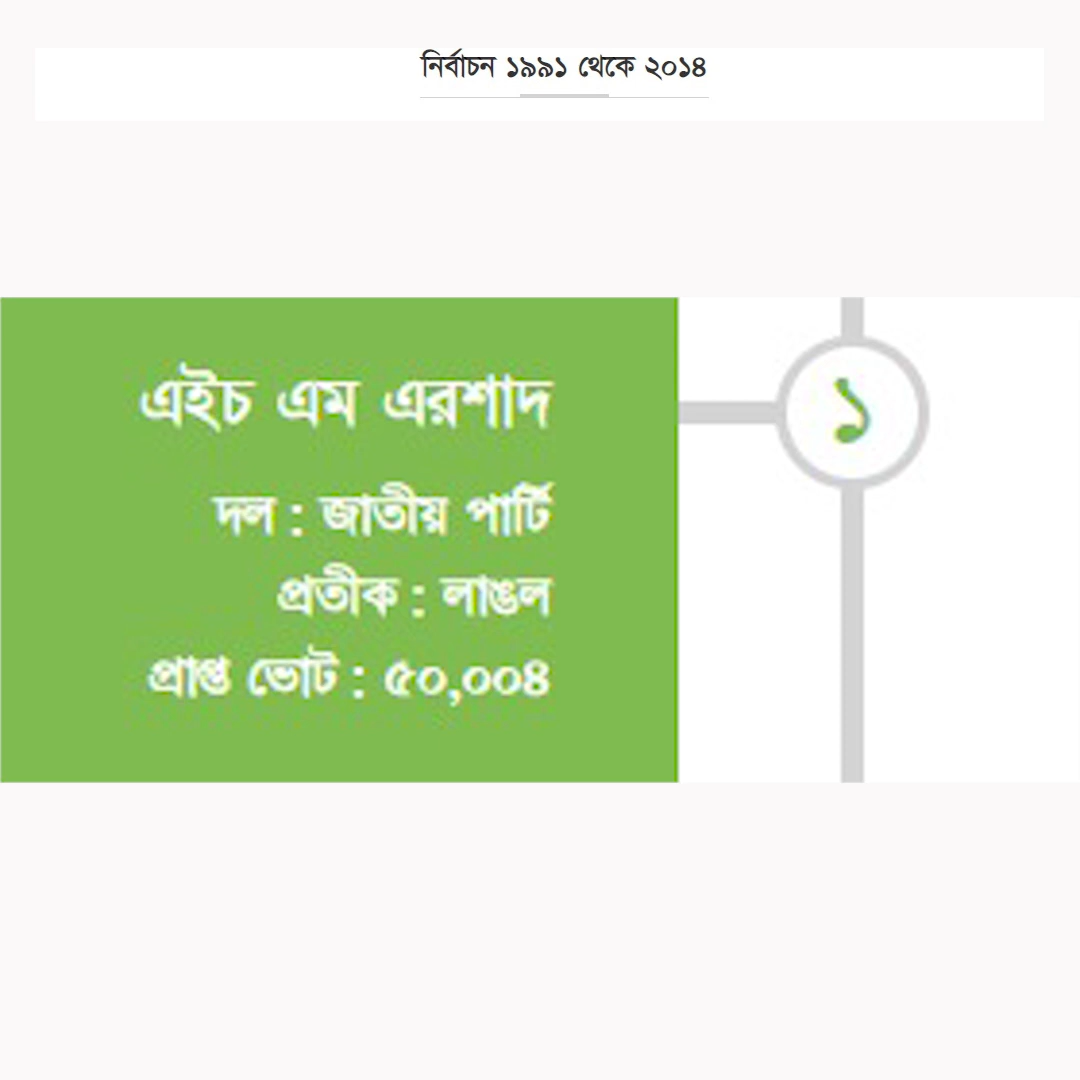 নির্বাচন ১৯৯১ থেকে ২০১৪
এইচ এম এরশাদ
১
দল : জাতীয় পার্টি
প্রতীক : লাঙল
প্রাপ্ত ভোট : ৫০,০০৪